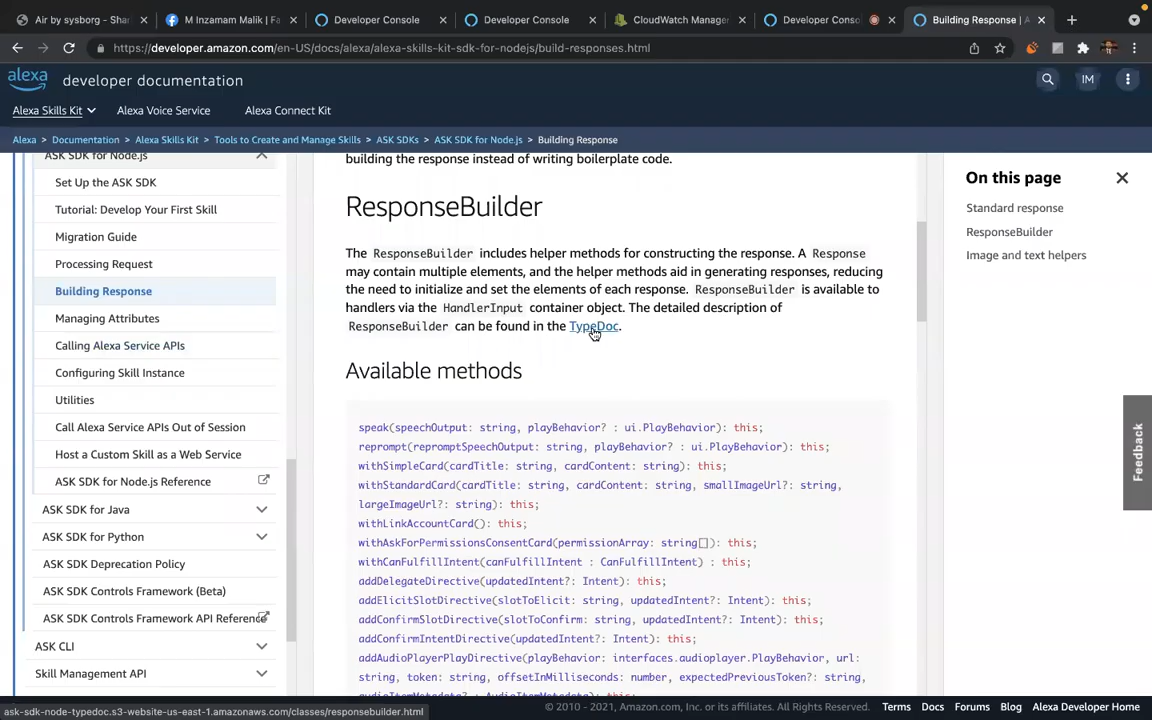 Air by syborg - Shar
M Inzamam Malik | Fa
Developer Console
Developer Console
CloudWatch Manage
Developer Conso
Building Response | A
https://developer.amazon.com/en-US/docs/alexa/alexa-skills-kit-sdk-for-nodejs/build-responses.html
alexa developer documentation
IM
Alexa Skills Kit
Alexa Voice Service
Alexa Connect Kit
Alexa > Documentation > Alexa Skills Kit > Tools to Create and Manage Skills > ASK SDKs > ASK SDK for Node.js > Building Response
ASK SDK for Node.js
Set Up the ASK SDK
Tutorial: Develop Your First Skill
Migration Guide
Processing Request
Building Response
Managing Attributes
Calling Alexa Service APIs
Configuring Skill Instance
Utilities
Call Alexa Service APIs Out of Session
Host a Custom Skill as a Web Service
ASK SDK for Node.js Reference
ASK SDK for Java
ASK SDK for Python
ASK SDK Deprecation Policy
ASK SDK Controls Framework (Beta)
ASK SDK Controls Framework API Reference
ASK CLI
Skill Management API
building the response instead of writing boilerplate code.
ResponseBuilder
The ResponseBuilder includes helper methods for constructing the response. A Response
may contain multiple elements, and the helper methods aid in generating responses, reducing
the need to initialize and set the elements of each response. ResponseBuilder is available to
handlers via the HandlerInput container object. The detailed description of
ResponseBuilder can be found in the TypeDoc.
Available methods
speak(speechOutput: string, playBehavior? : ui.PlayBehavior): this;
reprompt(repromptSpeechOutput: string, playBehavior? : ui.PlayBehavior): this;
withSimpleCard(cardTitle: string, cardContent: string): this;
withStandardCard(cardTitle: string, cardContent: string, smallImageUrl?: string,
largeImageUrl?: string): this;
withLinkAccountCard(): this;
withAskForPermissionsConsentCard(permissionArray: string[]): this;
withCanFulfillIntent(canFulfillIntent : CanFulfillIntent) : this;
addDelegateDirective(updatedIntent?: Intent): this;
addElicitSlotDirective(slotToElicit: string, updatedIntent?: Intent): this;
addConfirmSlotDirective(slotToConfirm: string, updatedIntent?: Intent): this;
addConfirmIntentDirective(updatedIntent?: Intent): this;
addAudioPlayerPlayDirective(playBehavior: interfaces.audioplayer.PlayBehavior, url:
string, token: string, offsetInMilliseconds: number, expectedPreviousToken?: string,
audioItemMetadata? : AudioItemMetadata): this;
On this page
Standard response
ResponseBuilder
Image and text helpers
Feedback
ask-sdk-node-typedoc.s3-website-us-east-1.amazonaws.com/classes/responsebuilder.html
© 2010 - 2021, Amazon.com, Inc. or its affiliates. All Rights Reserved.
Terms
Docs
Forums
Blog
Alexa Developer Home